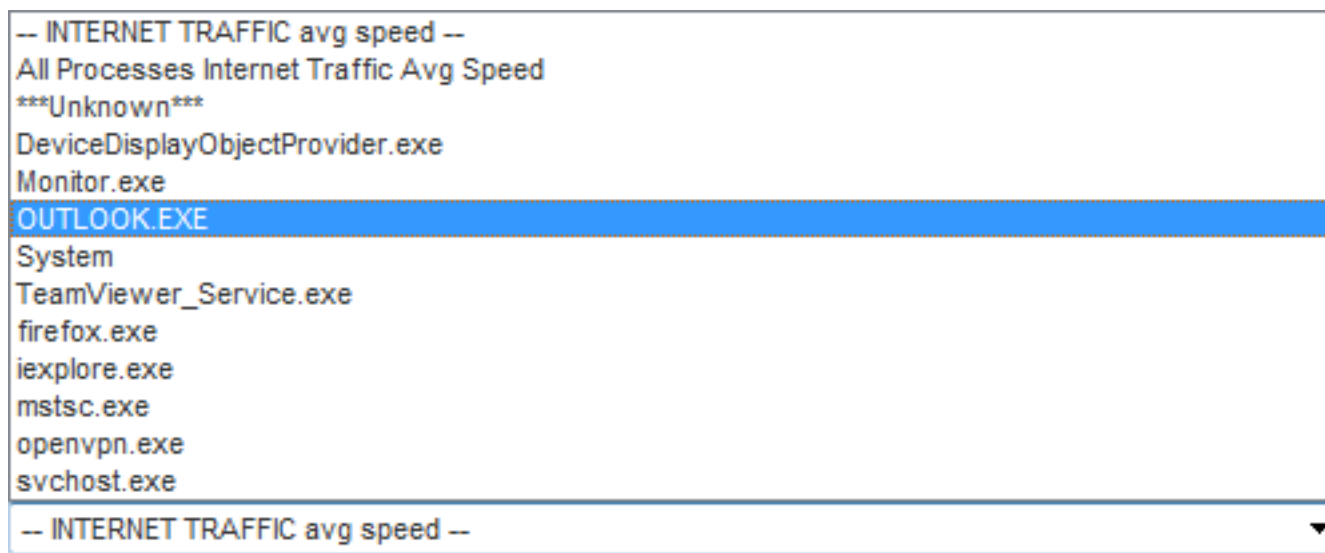 -- INTERNET TRAFFIC avg speed --
All Processes Internet Traffic Avg Speed
***Unknown***
DeviceDisplayObjectProvider.exe
Monitor.exe
OUTLOOK.EXE
System
TeamViewer_Service.exe
firefox.exe
iexplore.exe
mstsc.exe
openvpn.exe
svchost.exe
-- INTERNET TRAFFIC avg speed --